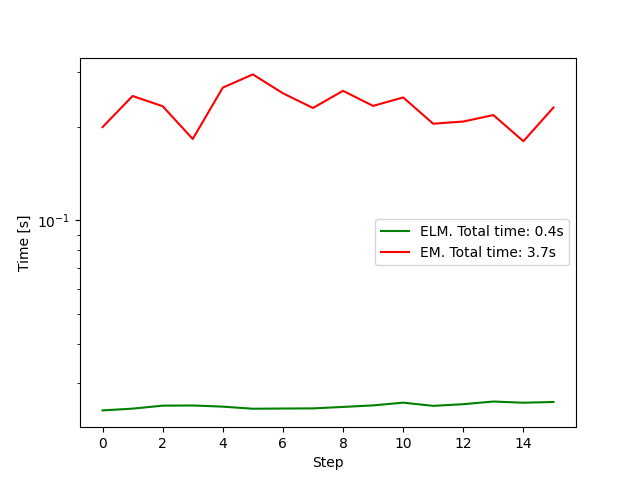 Time [s]
10⁻¹
ELM. Total time: 0.4s
EM. Total time: 3.7s
0 2 4 6 8 10 12 14
Step